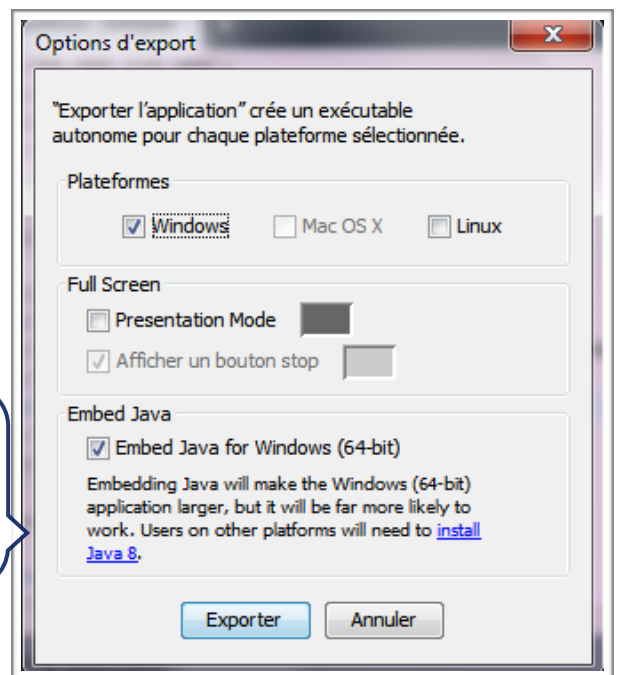 Options d'export
"Exporter l'application" crée un exécutable
autonome pour chaque plateforme sélectionnée.
Plateformes
Windows
Mac OS X
Linux
Full Screen
Presentation Mode
Afficher un bouton stop
Embed Java
Embed Java for Windows (64-bit)
Embedding Java will make the Windows (64-bit)
application larger, but it will be far more likely to
work. Users on other platforms will need to install
Java 8.
Exporter
Annuler